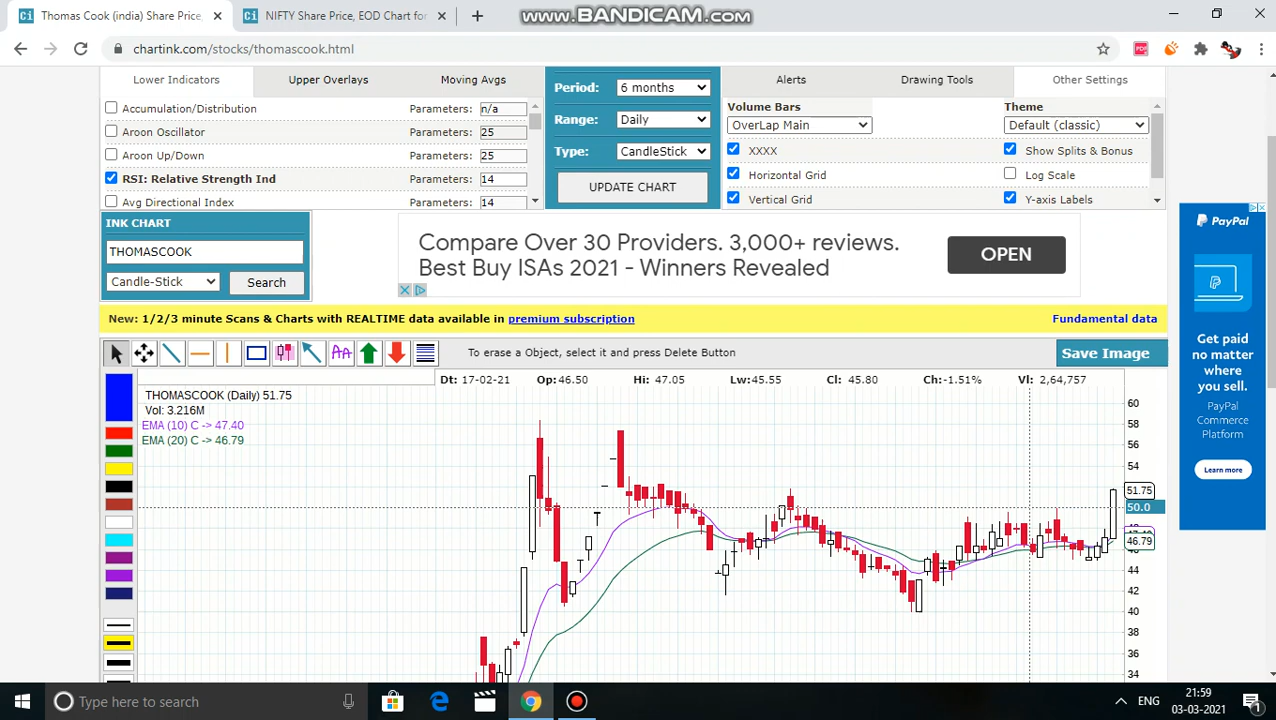 Thomas Cook (india) Share Price,
NIFTY Share Price, EOD Chart for
www.BANDICAM.com
chartink.com/stocks/thomascook.html
Lower Indicators
Upper Overlays
Moving Avgs
Accumulation/Distribution Parameters: n/a
Aroon Oscillator Parameters: 25
Aroon Up/Down Parameters: 25
RSI: Relative Strength Ind Parameters: 14
Avg Directional Index Parameters: 14
Period: 6 months
Range: Daily
Type: CandleStick
UPDATE CHART
Alerts
Drawing Tools
Other Settings
Volume Bars
OverLap Main
XXXX
Horizontal Grid
Vertical Grid
Theme
Default (classic)
Show Splits & Bonus
Log Scale
Y-axis Labels
INK CHART
THOMASCOOK
Candle-Stick
Search
Compare Over 30 Providers. 3,000+ reviews.
Best Buy ISAs 2021 - Winners Revealed
OPEN
PayPal
Get paid
no matter
where
you sell.
PayPal
Commerce
Platform
Learn more
New: 1/2/3 minute Scans & Charts with REALTIME data available in premium subscription
Fundamental data
To erase a Object, select it and press Delete Button
Save Image
Dt: 17-02-21 Op:46.50 Hi: 47.05 Lw:45.55 Cl: 45.80 Ch:-1.51% Vl: 2,64,757
THOMASCOOK (Daily) 51.75
Vol: 3.216M
EMA (10) C -> 47.40
EMA (20) C -> 46.79
60
58
56
54
51.75
50.0
46.79
44
42
40
38
36
34
Type here to search
ENG
21:59
03-03-2021
1